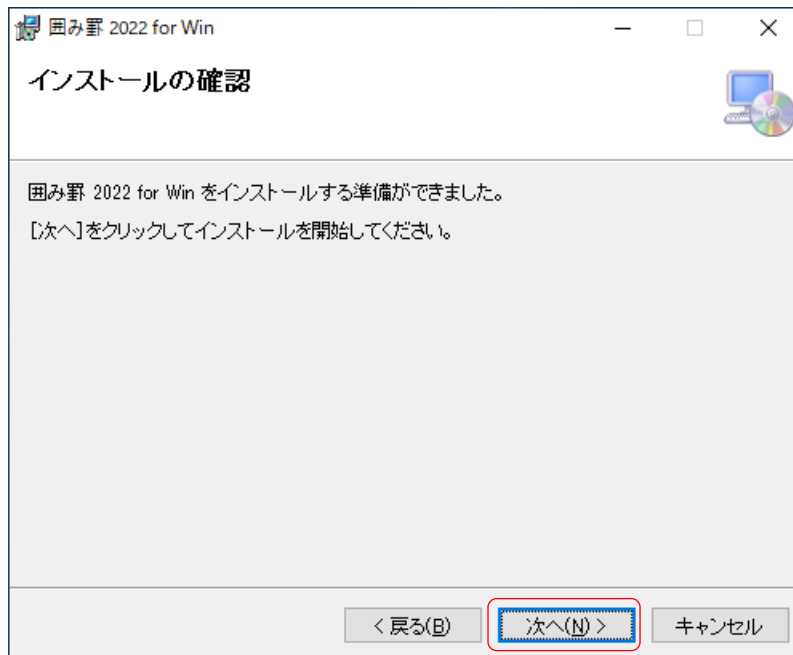 囲み罠 2022 for Win
インストールの確認
囲み罠 2022 for Win をインストールする準備ができました。
[次へ]をクリックしてインストールを開始してください。
< 戻る(B)
次へ(N) >
キャンセル